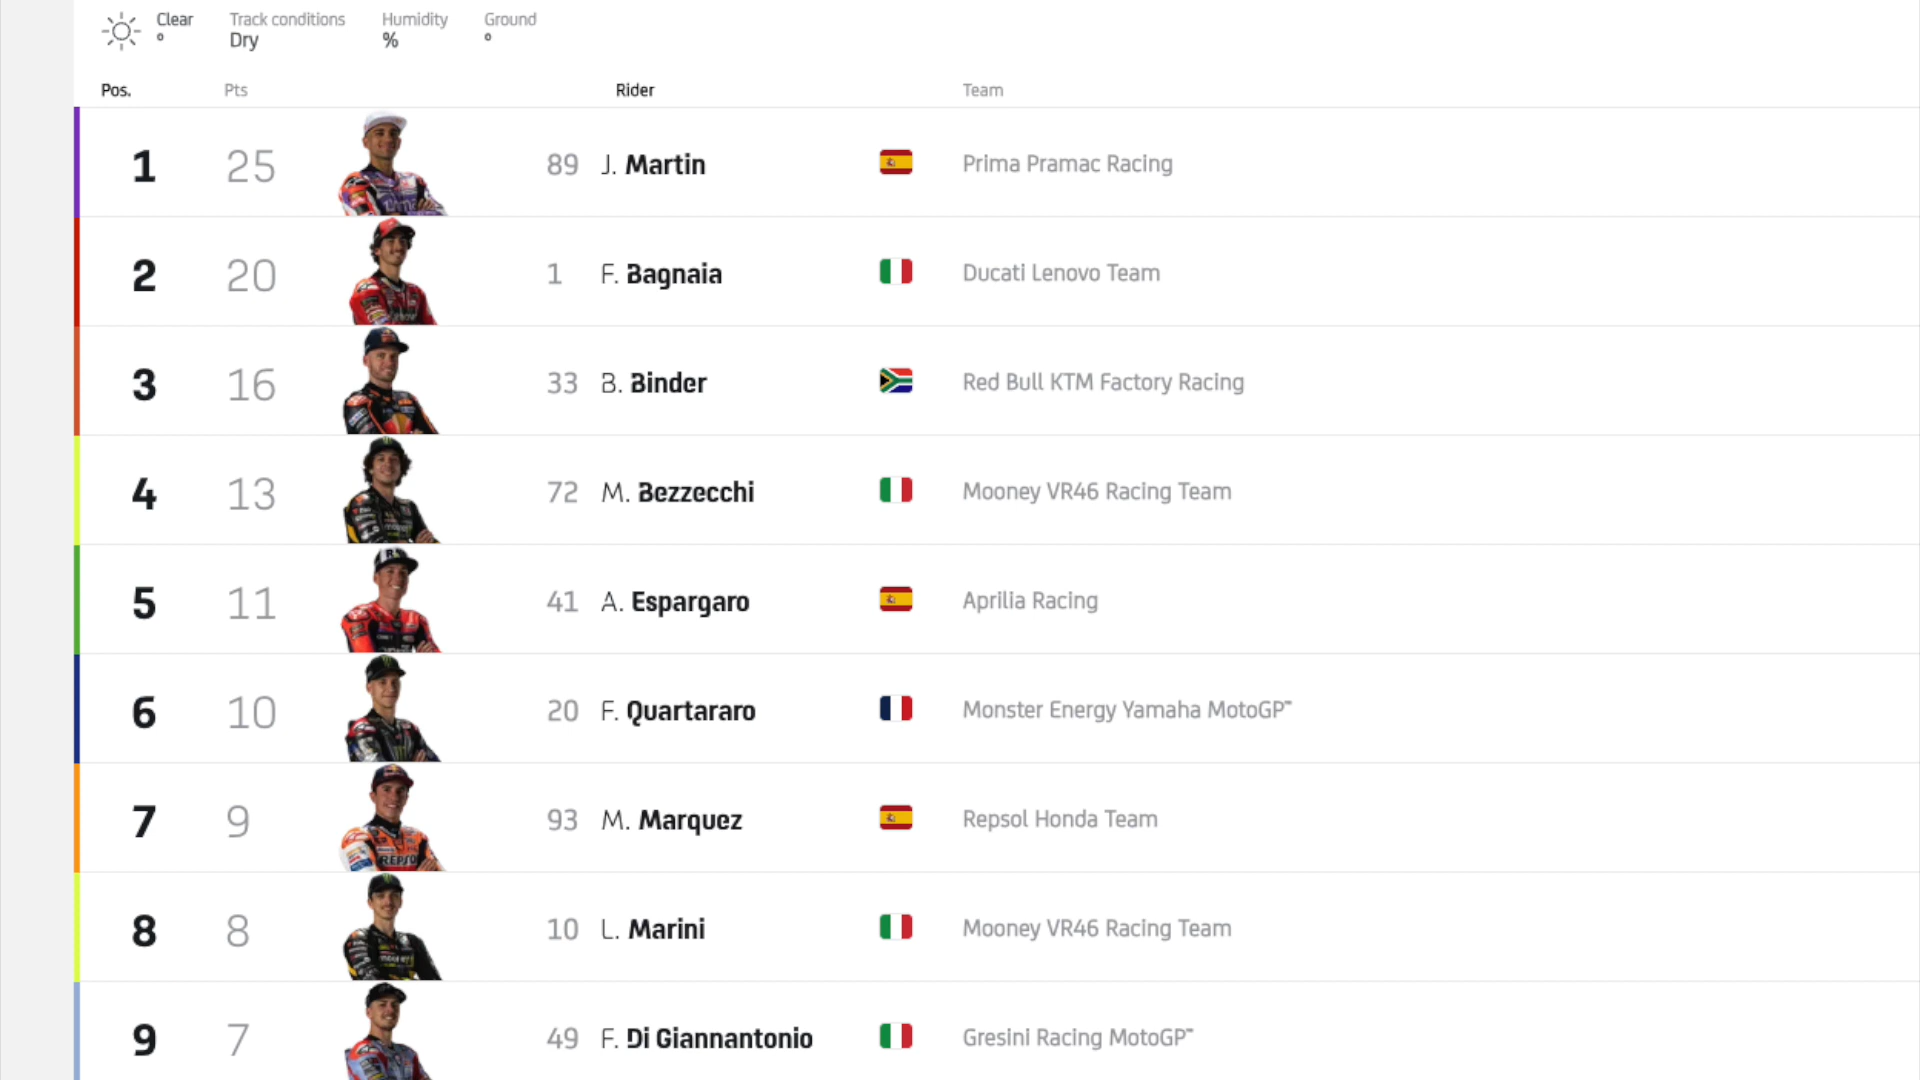 Clear Track conditions Humidity Ground
° Dry % °
Pos. Pts Rider Team
1 25 89 J. Martin Prima Pramac Racing
2 20 1 F. Bagnaia Ducati Lenovo Team
3 16 33 B. Binder Red Bull KTM Factory Racing
4 13 72 M. Bezzecchi Mooney VR46 Racing Team
5 11 41 A. Espargaro Aprilia Racing
6 10 20 F. Quartararo Monster Energy Yamaha MotoGP™
7 9 93 M. Marquez Repsol Honda Team
8 8 10 L. Marini Mooney VR46 Racing Team
9 7 49 F. Di Giannantonio Gresini Racing MotoGP™